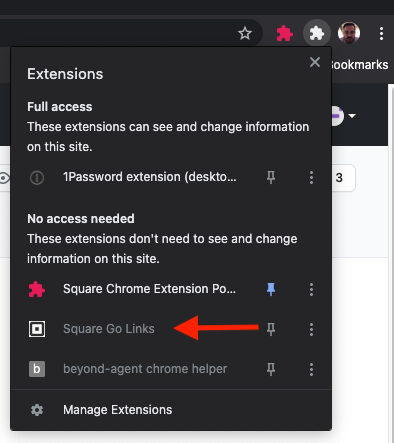 Bookmarks
Extensions
Full access
These extensions can see and change information
on this site.
1Password extension (deskto...
3
No access needed
These extensions don't need to see and change
information on this site.
Square Chrome Extension Po...
Square Go Links
b
beyond-agent chrome helper
Manage Extensions